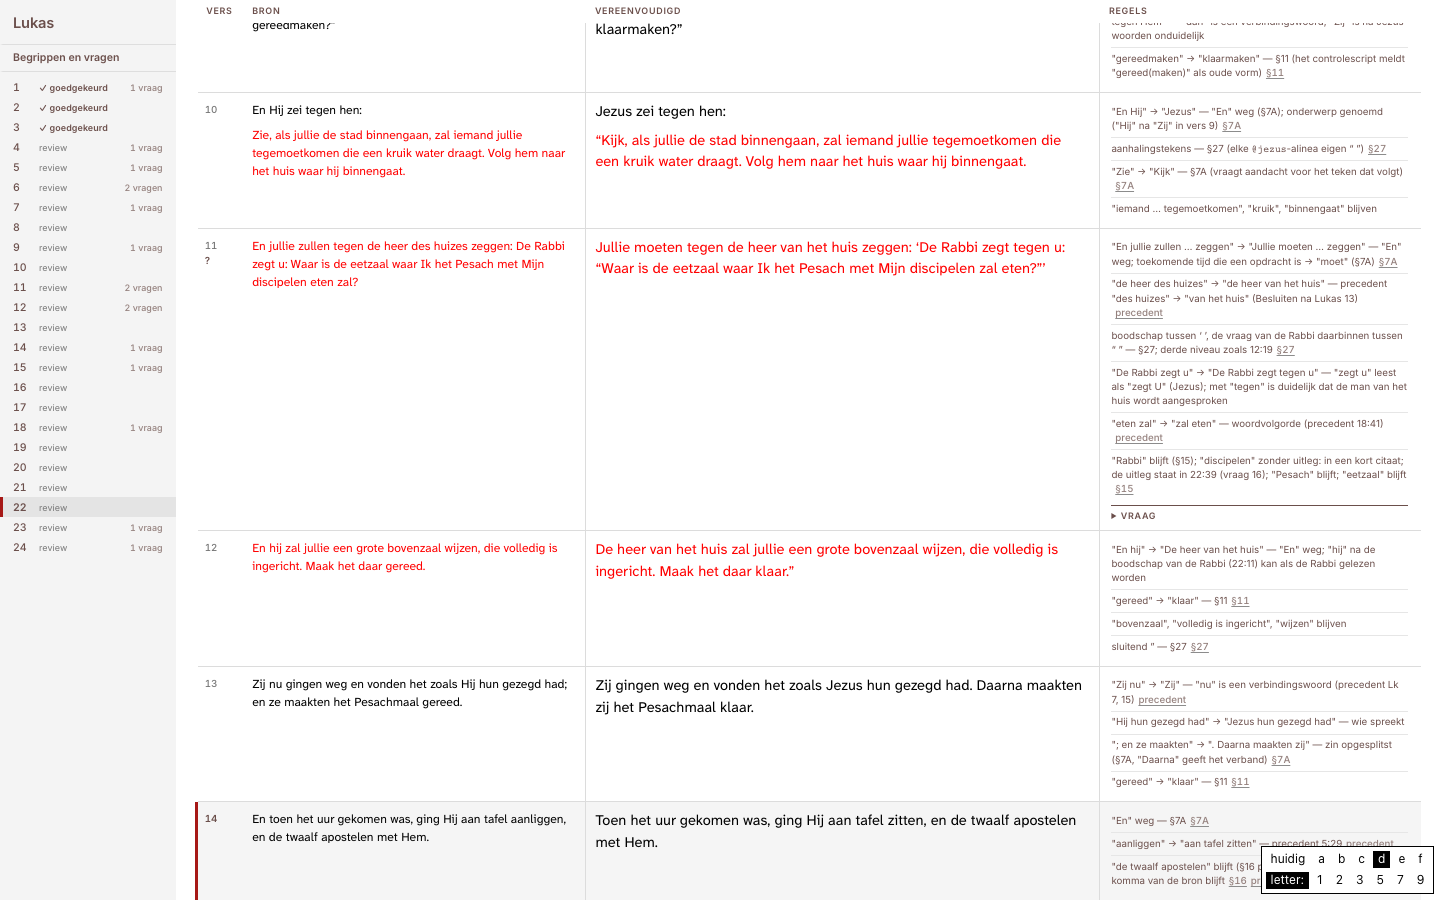 Lukas
Begrippen en vragen
1 ✓ goedgekeurd 1 vraag
2 ✓ goedgekeurd
3 ✓ goedgekeurd
4 review 1 vraag
5 review 1 vraag
6 review 2 vragen
7 review 1 vraag
8 review
9 review 1 vraag
10 review
11 review 2 vragen
12 review 2 vragen
13 review
14 review 1 vraag
15 review 1 vraag
16 review
17 review
18 review 1 vraag
19 review
20 review
21 review
22 review
23 review 1 vraag
24 review 1 vraag
VERS BRON VEREENVOUDIGD REGELS
gereedmaken?
klaarmaken?”
woorden onduidelijk
"gereedmaken" → "klaarmaken" — §11 (het controlescript meldt
"gereed(maken)" als oude vorm) §11
10
En Hij zei tegen hen:
Zie, als jullie de stad binnengaan, zal iemand jullie
tegemoetkomen die een kruik water draagt. Volg hem naar
het huis waar hij binnengaat.
Jezus zei tegen hen:
“Kijk, als jullie de stad binnengaan, zal iemand jullie tegemoetkomen die
een kruik water draagt. Volg hem naar het huis waar hij binnengaat.
"En Hij" → "Jezus" — "En" weg (§7A); onderwerp genoemd
("Hij" na "Zij" in vers 9) §7A
aanhalingstekens — §27 (elke @jezus-alinea eigen “ ”) §27
"Zie" → "Kijk" — §7A (vraagt aandacht voor het teken dat volgt)
§7A
"iemand ... tegemoetkomen", "kruik", "binnengaat" blijven
11
?
En jullie zullen tegen de heer des huizes zeggen: De Rabbi
zegt u: Waar is de eetzaal waar Ik het Pesach met Mijn
discipelen eten zal?
Jullie moeten tegen de heer van het huis zeggen: ‘De Rabbi zegt tegen u:
“Waar is de eetzaal waar Ik het Pesach met Mijn discipelen zal eten?”’
"En jullie zullen ... zeggen" → "Jullie moeten ... zeggen" — "En"
weg; toekomende tijd die een opdracht is → "moet" (§7A) §7A
"de heer des huizes" → "de heer van het huis" — precedent
"des huizes" → "van het huis" (Besluiten na Lukas 13)
precedent
boodschap tussen ‘ ’, de vraag van de Rabbi daarbinnen tussen
“ ” — §27; derde niveau zoals 12:19 §27
"De Rabbi zegt u" → "De Rabbi zegt tegen u" — "zegt u" leest
als "zegt U" (Jezus); met "tegen" is duidelijk dat de man van het
huis wordt aangesproken
"eten zal" → "zal eten" — woordvolgorde (precedent 18:41)
precedent
"Rabbi" blijft (§15); "discipelen" zonder uitleg: in een kort citaat;
de uitleg staat in 22:39 (vraag 16); "Pesach" blijft; "eetzaal" blijft
§15
▶ VRAAG
12
En hij zal jullie een grote bovenzaal wijzen, die volledig is
ingericht. Maak het daar gereed.
De heer van het huis zal jullie een grote bovenzaal wijzen, die volledig is
ingericht. Maak het daar klaar.”
"En hij" → "De heer van het huis" — "En" weg; "hij" na de
boodschap van de Rabbi (22:11) kan als de Rabbi gelezen
worden
"gereed" → "klaar" — §11 §11
"bovenzaal", "volledig is ingericht", "wijzen" blijven
sluitend ” — §27 §27
13
Zij nu gingen weg en vonden het zoals Hij hun gezegd had;
en ze maakten het Pesachmaal gereed.
Zij gingen weg en vonden het zoals Jezus hun gezegd had. Daarna maakten
zij het Pesachmaal klaar.
"Zij nu" → "Zij" — "nu" is een verbindingswoord (precedent Lk
7, 15) precedent
"Hij hun gezegd had" → "Jezus hun gezegd had" — wie spreekt
"; en ze maakten" → ". Daarna maakten zij" — zin opgesplitst
(§7A, "Daarna" geeft het verband) §7A
"gereed" → "klaar" — §11 §11
14
En toen het uur gekomen was, ging Hij aan tafel aanliggen,
en de twaalf apostelen met Hem.
Toen het uur gekomen was, ging Hij aan tafel zitten, en de twaalf apostelen
met Hem.
"En" weg — §7A §7A
"aanliggen" → "aan tafel zitten" — precedent 5:29 precedent
"de twaalf apostelen" blijft (§16
komma van de bron blijft §16
huidig a b c d e f
letter: 1 2 3 5 7 9